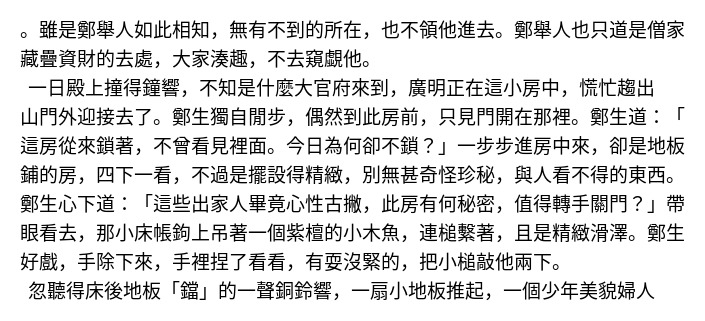 。雖是鄭舉人如此相知，無有不到的所在，也不領他進去。鄭舉人也只道是僧家
藏疊資財的去處，大家湊趣，不去窺覷他。
一日殿上撞得鐘響，不知是什麼大官府來到，廣明正在這小房中，慌忙趨出
山門外迎接去了。鄭生獨自閒步，偶然到此房前，只見門開在那裡。鄭生道：「
這房從來鎖著，不曾看見裡面。今日為何卻不鎖？」一步步進房中來，卻是地板
鋪的房，四下一看，不過是擺設得精緻，別無甚奇怪珍秘，與人看不得的東西。
鄭生心下道：「這些出家人畢竟心性古撇，此房有何秘密，值得轉手關門？」帶
眼看去，那小床帳鉤上吊著一個紫檀的小木魚，連槌繫著，且是精緻滑澤。鄭生
好戲，手除下來，手裡捏了看看，有耍沒緊的，把小槌敲他兩下。
忽聽得床後地板「鐺」的一聲銅鈴響，一扇小地板推起，一個少年美貌婦人